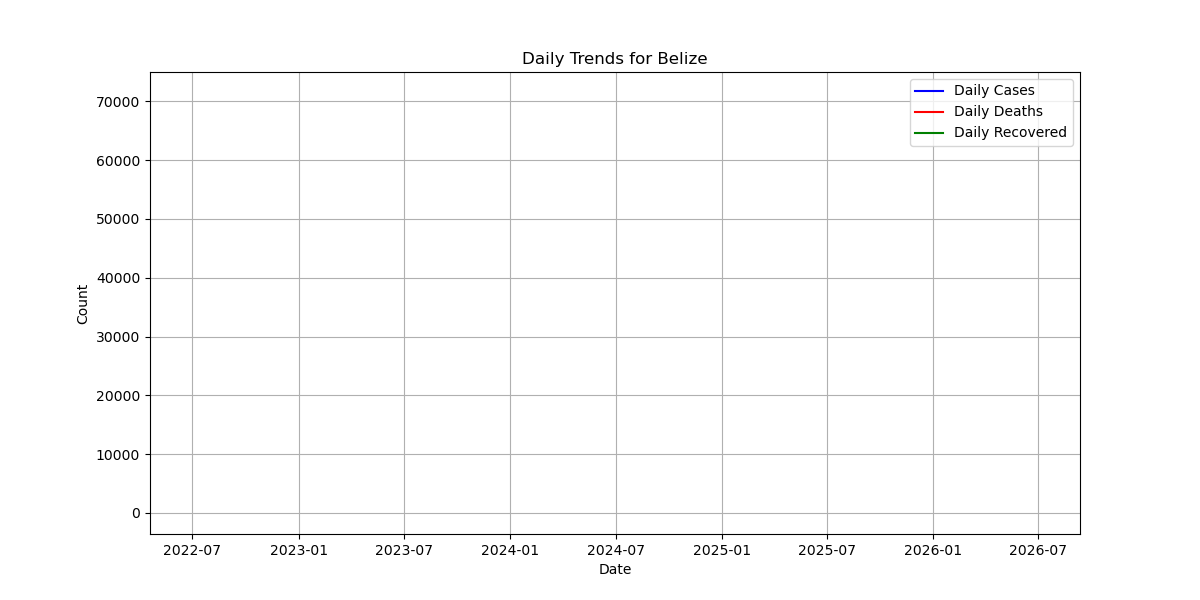 Daily Trends for Belize
Daily Cases
Daily Deaths
Daily Recovered
70000
60000
50000
40000
30000
20000
10000
0
Count
2022-07 2023-01 2023-07 2024-01 2024-07 2025-01 2025-07 2026-01 2026-07
Date